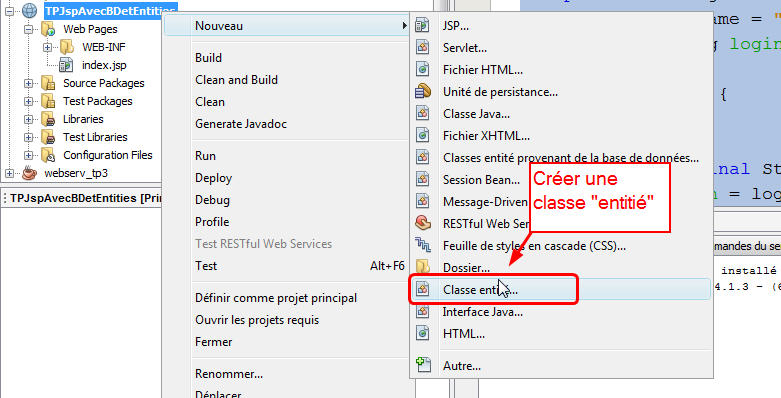 TPJspAvecBDetEntities
Web Pages
WEB-INF
index.jsp
Source Packages
Test Packages
Libraries
Test Libraries
Configuration Files
webserv_tp3
TPJspAvecBDetEntities [Prin
Nouveau
Build
Clean and Build
Clean
Generate Javadoc
Run
Deploy
Debug
Profile
Test RESTful Web Services
Test Alt+F6
Définir comme projet principal
Ouvrir les projets requis
Fermer
Renommer...
Déplacer
JSP...
Servlet...
Fichier HTML...
Unité de persistance...
Classe Java...
Fichier XHTML...
Classes entité provenant de la base de données...
Session Bean...
Message-Driven
RESTful Web Ser
Feuille de styles en cascade (CSS)...
Dossier...
Classe entité...
Interface Java...
HTML...
Autre...
Créer une
classe "entitié"
ame = "
g login
{
inal St
= log
mandes du se
installé
4.1.3 - (6